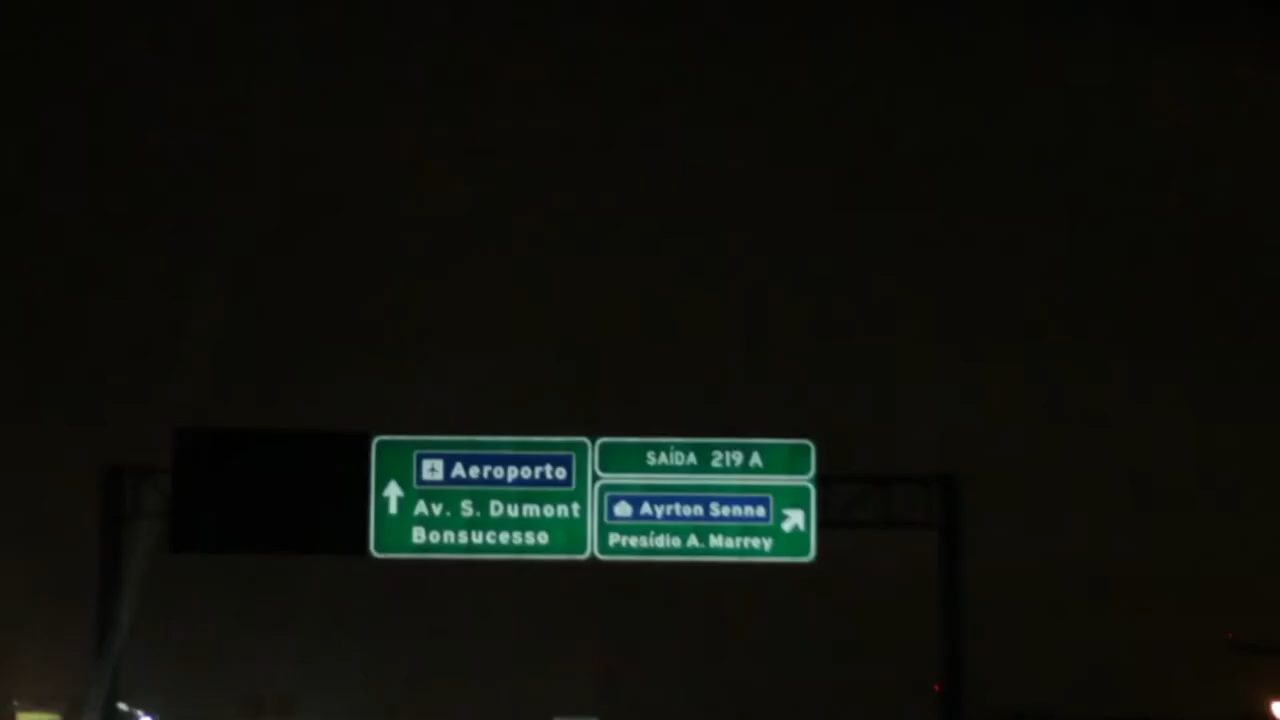 Aeroporto
Av. S. Dumont
Bonsucesso
SAÍDA 219 A
Ayrton Senna
Presídio A. Marrey